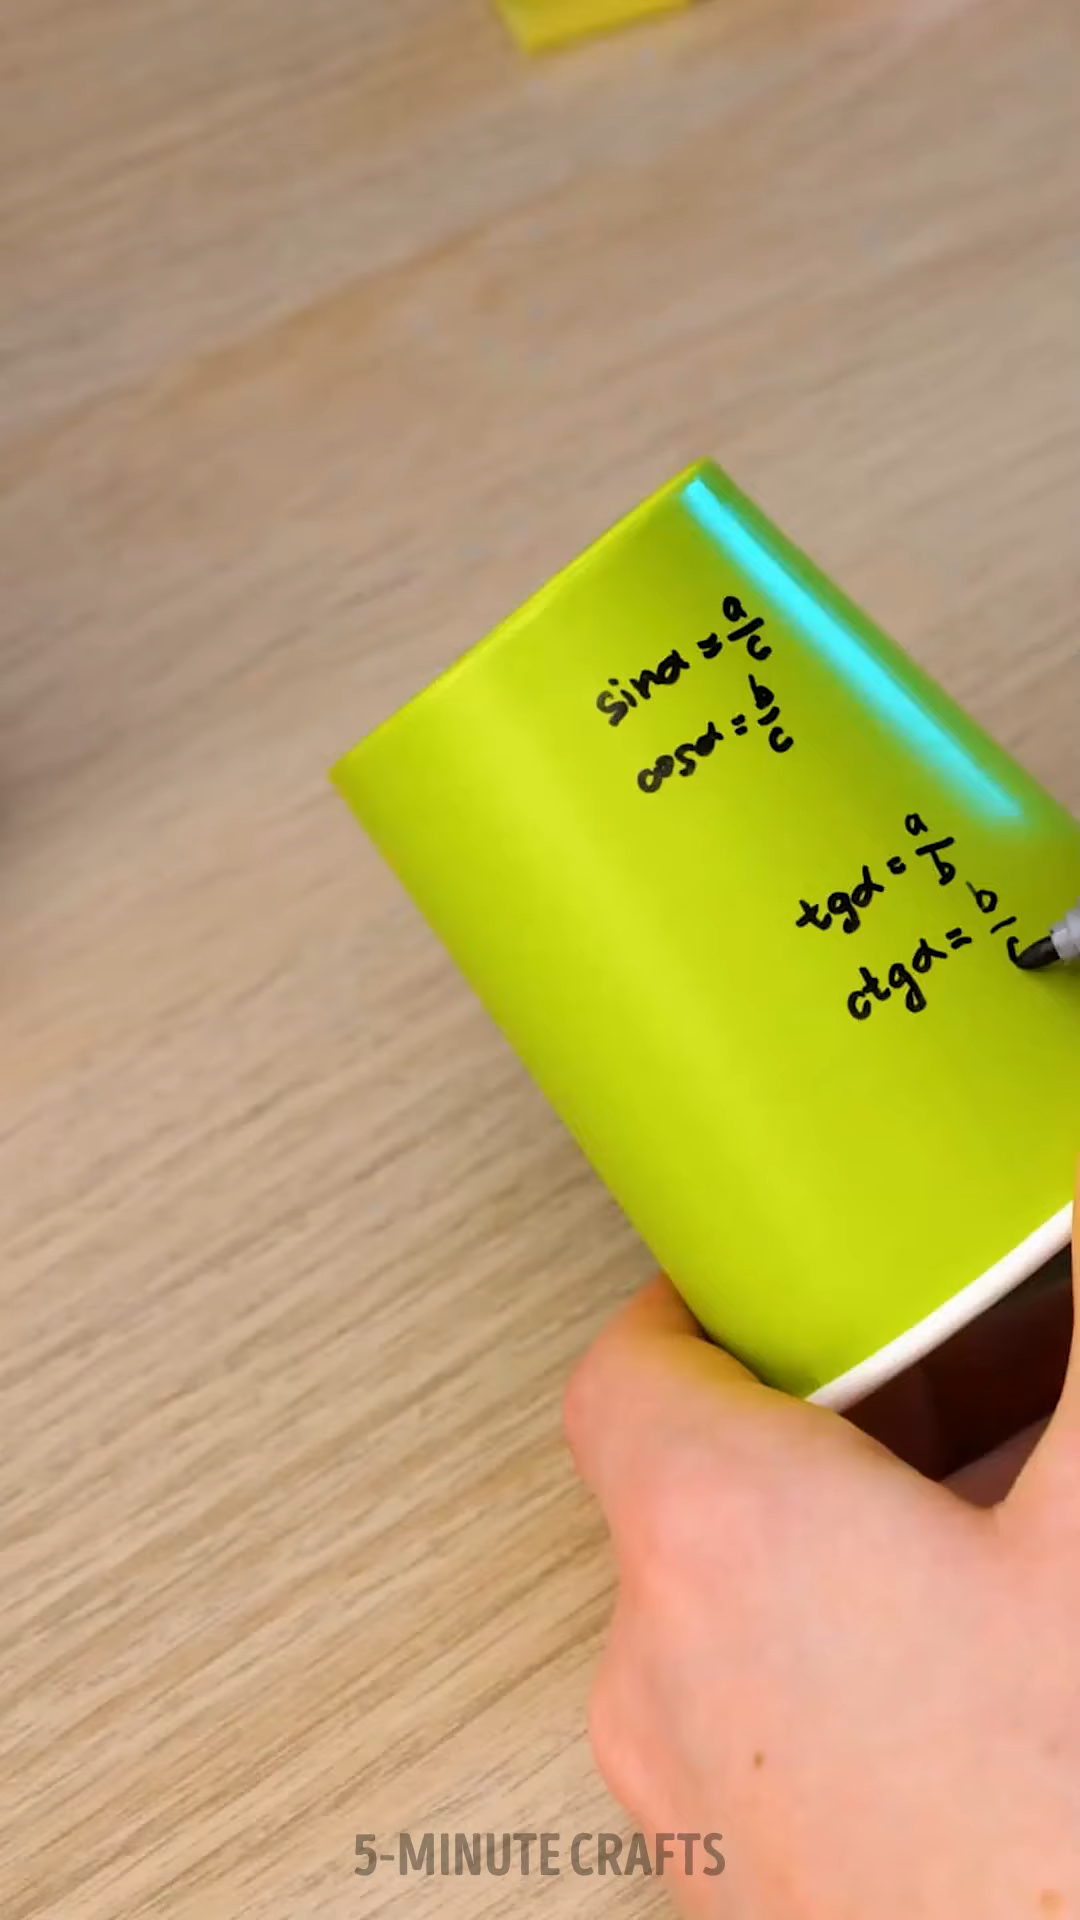 sinα = a/c
cosα = b/c
tgα = a/b
ctgα = b/
5-MINUTE CRAFTS